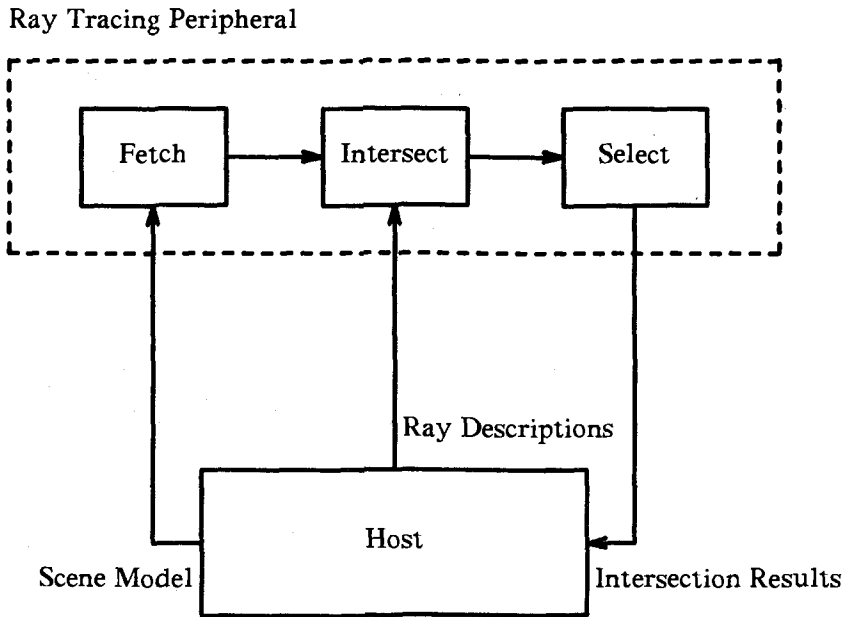 Ray Tracing Peripheral
Fetch
Intersect
Select
Ray Descriptions
Host
Scene Model
Intersection Results